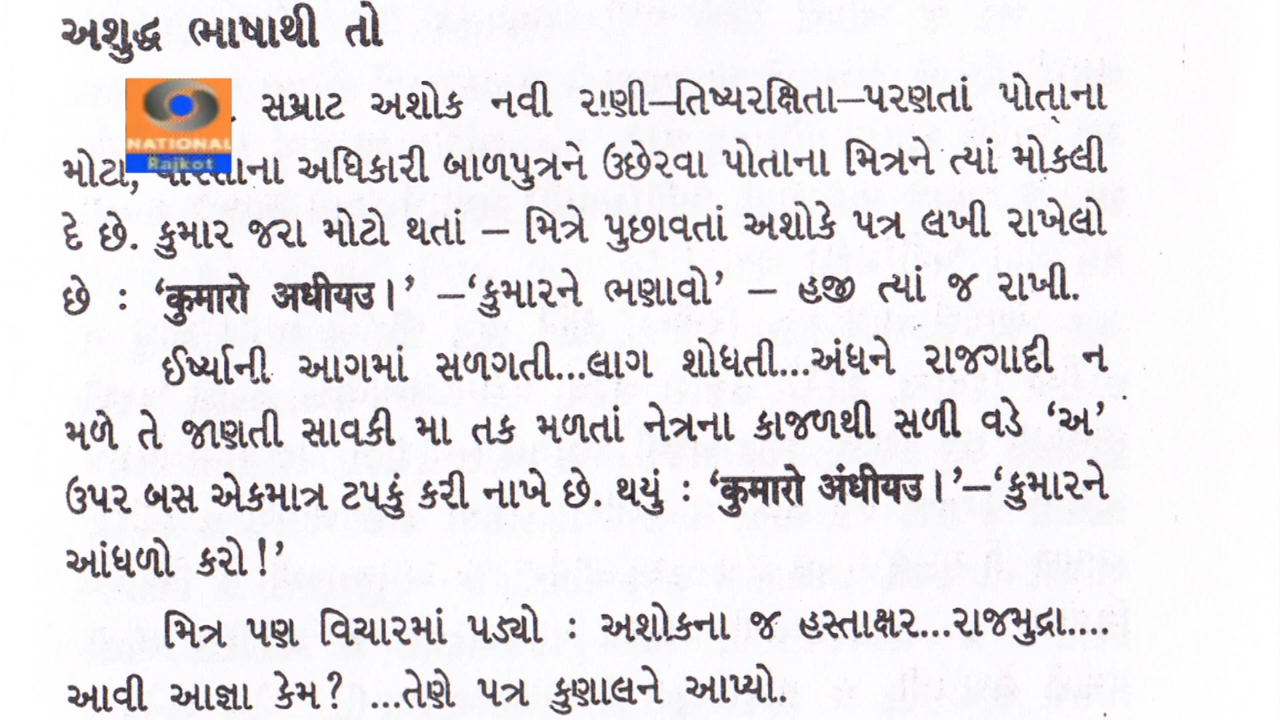 અશુદ્ધ ભાષાથી તો
NATIONAL
Rajkot
સમ્રાટ અશોક નવી રાણી–તિષ્યરક્ષિતા–પરણતાં પોતાના
મોટા, વારસાના અધિકારી બાળપુત્રને ઉછેરવા પોતાના મિત્રને ત્યાં મોકલી
દે છે. કુમાર જરા મોટો થતાં – મિત્રે પુછાવતાં અશોકે પત્ર લખી રાખેલો
છે : ‘कुमारो अधीयउ।’ –‘કુમારને ભણાવો’ – હજી ત્યાં જ રાખી.
ઈર્ષ્યાની આગમાં સળગતી...લાગ શોધતી...અંધને રાજગાદી ન
મળે તે જાણતી સાવકી મા તક મળતાં નેત્રના કાજળથી સળી વડે ‘અ’
ઉપર બસ એકમાત્ર ટપકું કરી નાખે છે. થયું : ‘कुमारो अंधीयउ।’–‘કુમારને
આંધળો કરો!’
મિત્ર પણ વિચારમાં પડ્યો : અશોકના જ હસ્તાક્ષર...રાજમુદ્રા....
આવી આજ્ઞા કેમ? ...તેણે પત્ર કુણાલને આપ્યો..